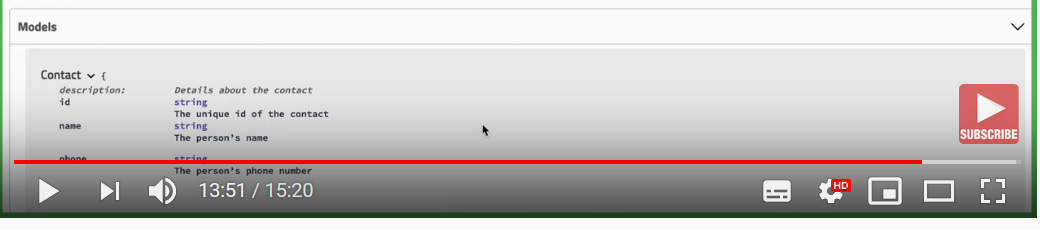 Models
Contact {
description: Details about the contact
id string
The unique id of the contact
name string
The person's name
phone string
The person's phone number
SUBSCRIBE
13:51 / 15:20
HD